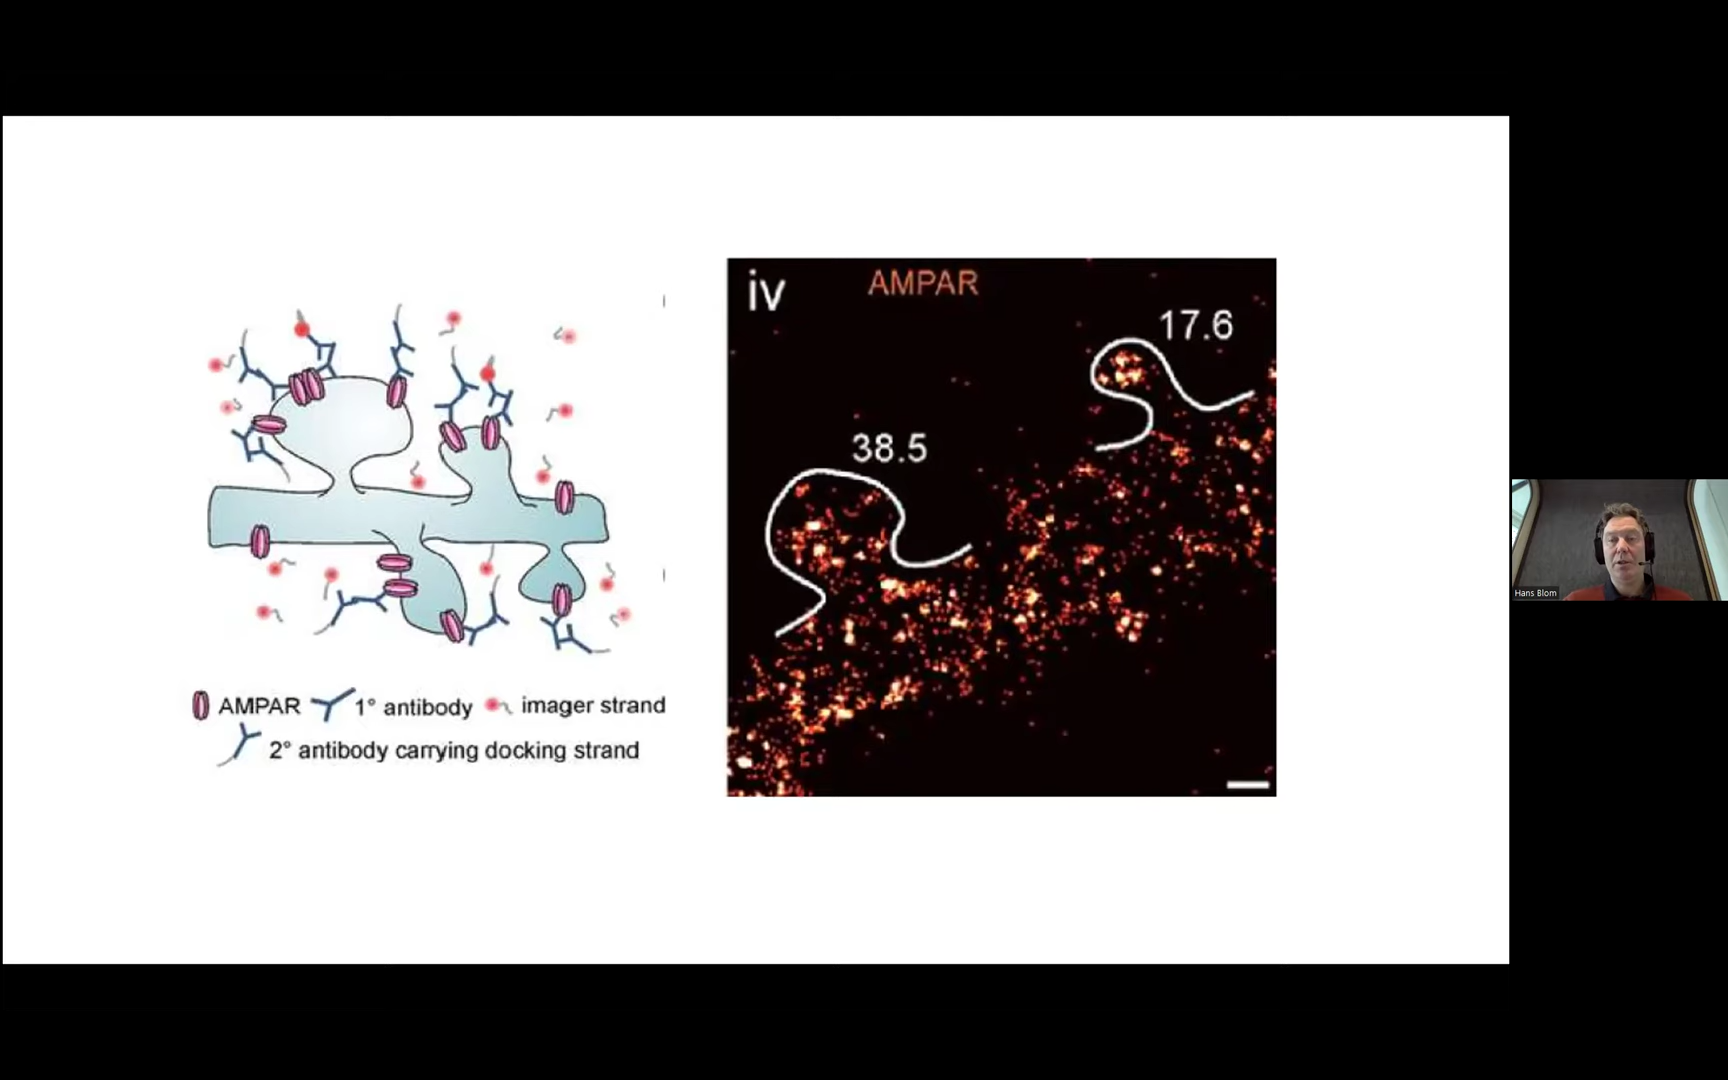 iv
AMPAR
17.6
38.5
AMPAR 1° antibody imager strand
2° antibody carrying docking strand
Hans Blom